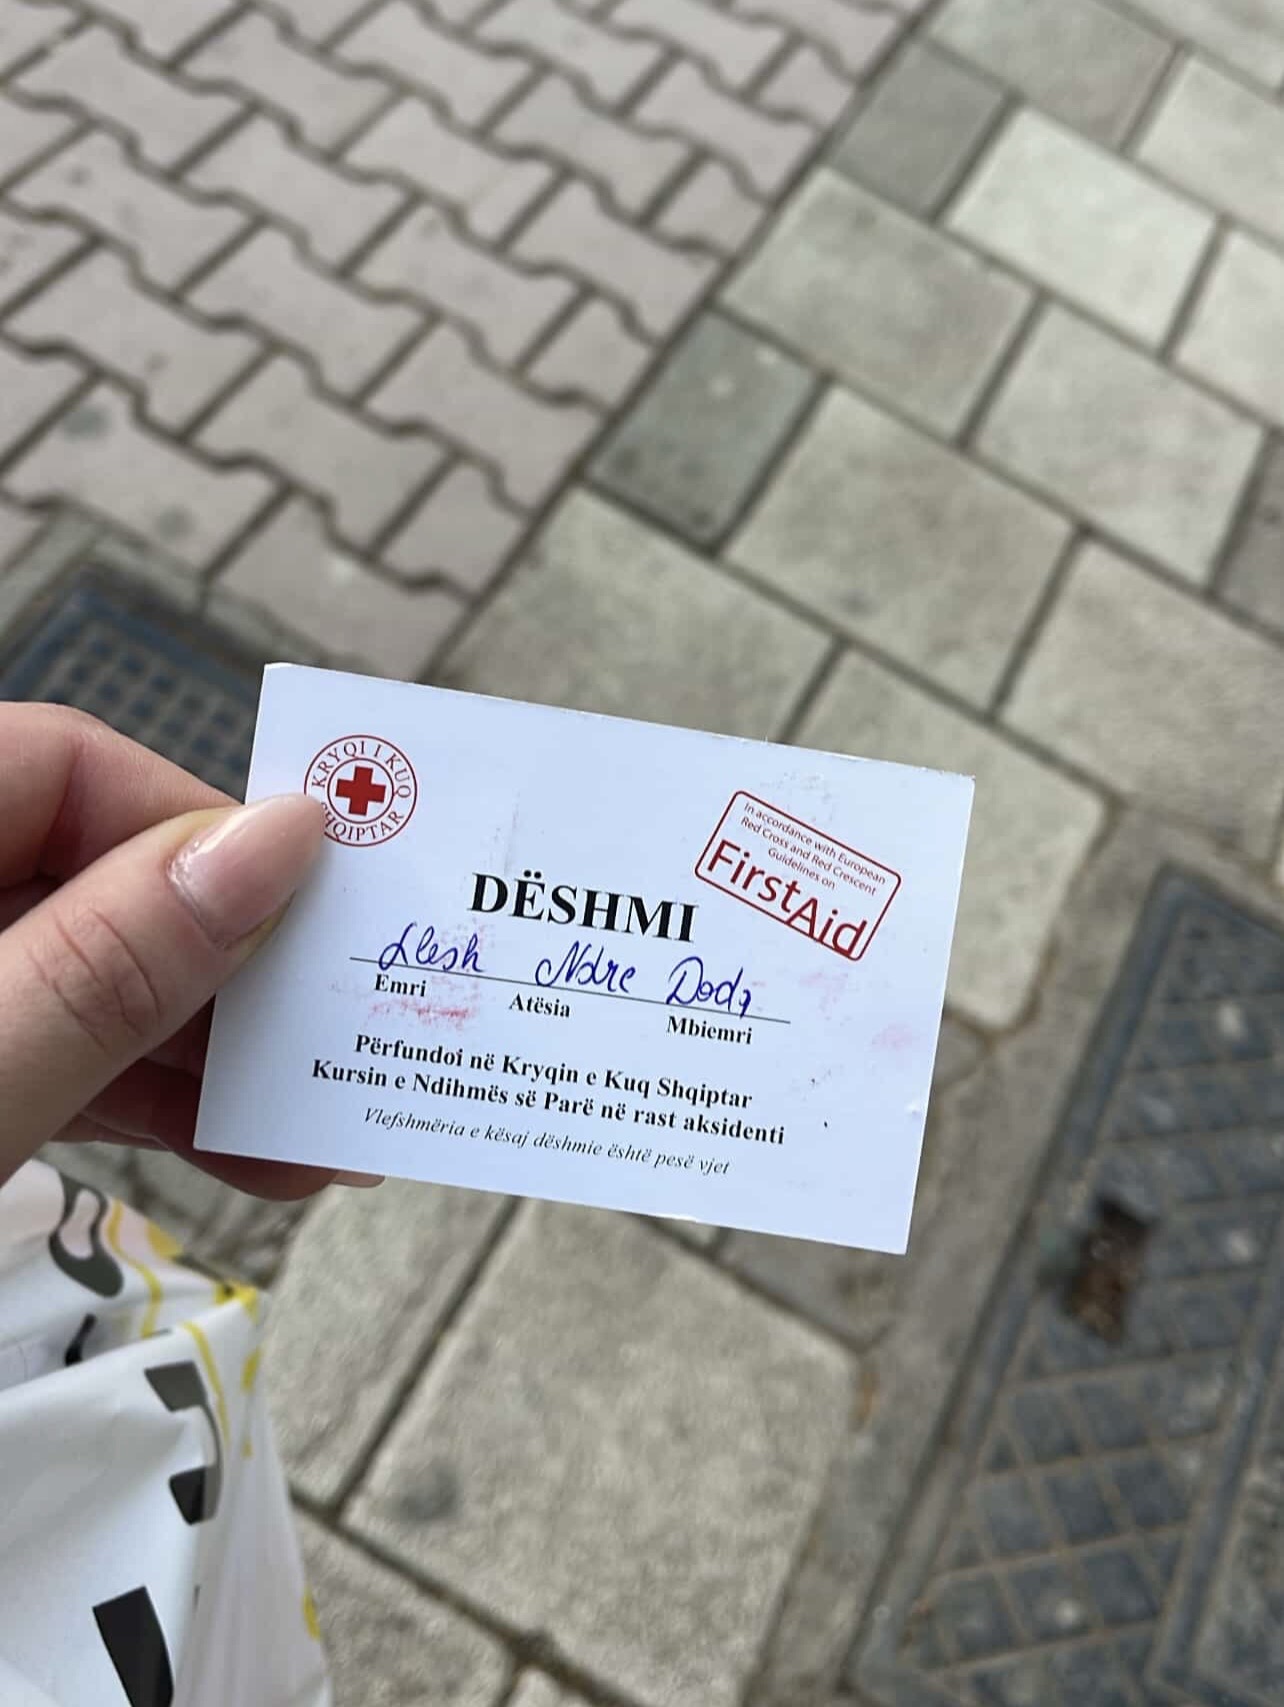 KRYQI I KUQ SHQIPTAR
In accordance with European
Red Cross and Red Crescent
Guidelines on
First Aid
DËSHMI
Llesh Ndre Doda
Emri Atësia Mbiemri
Përfundoi në Kryqin e Kuq Shqiptar
Kursin e Ndihmës së Parë në rast aksidenti
Vlefshmëria e kësaj dëshmie është pesë vjet